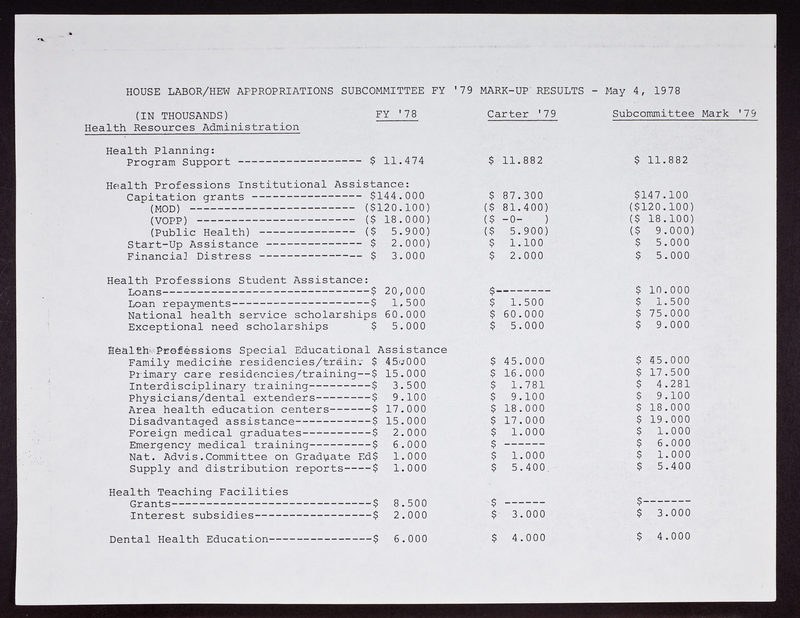 HOUSE LABOR/HEW APPROPRIATIONS SUBCOMMITTEE FY '79 MARK-UP RESULTS - May 4, 1978
(IN THOUSANDS) FY '78 Carter '79 Subcommittee Mark '79
Health Resources Administration
Health Planning:
Program Support ------------------ $ 11.474 $ 11.882 $ 11.882
Health Professions Institutional Assistance:
Capitation grants ---------------- $144.000 $ 87.300 $147.100
(MOD) ------------------------ ($120.100) ($ 81.400) ($120.100)
(VOPP) ----------------------- ($ 18.000) ($ -0- ) ($ 18.100)
(Public Health) -------------- ($ 5.900) ($ 5.900) ($ 9.000)
Start-Up Assistance -------------- $ 2.000) $ 1.100 $ 5.000
Financial Distress --------------- $ 3.000 $ 2.000 $ 5.000
Health Professions Student Assistance:
Loans------------------------------$ 20,000 $-------- $ 10.000
Loan repayments--------------------$ 1.500 $ 1.500 $ 1.500
National health service scholarships 60.000 $ 60.000 $ 75.000
Exceptional need scholarships $ 5.000 $ 5.000 $ 9.000
Health Professions Special Educational Assistance
Family medicine residencies/train. $ 45.000 $ 45.000 $ 45.000
Primary care residencies/training--$ 15.000 $ 16.000 $ 17.500
Interdisciplinary training---------$ 3.500 $ 1.781 $ 4.281
Physicians/dental extenders--------$ 9.100 $ 9.100 $ 9.100
Area health education centers------$ 17.000 $ 18.000 $ 18.000
Disadvantaged assistance-----------$ 15.000 $ 17.000 $ 19.000
Foreign medical graduates----------$ 2.000 $ 1.000 $ 1.000
Emergency medical training---------$ 6.000 $ ------ $ 6.000
Nat. Advis.Committee on Graduate Ed$ 1.000 $ 1.000 $ 1.000
Supply and distribution reports----$ 1.000 $ 5.400 $ 5.400
Health Teaching Facilities
Grants-----------------------------$ 8.500 $ ------ $-------
Interest subsidies-----------------$ 2.000 $ 3.000 $ 3.000
Dental Health Education---------------$ 6.000 $ 4.000 $ 4.000